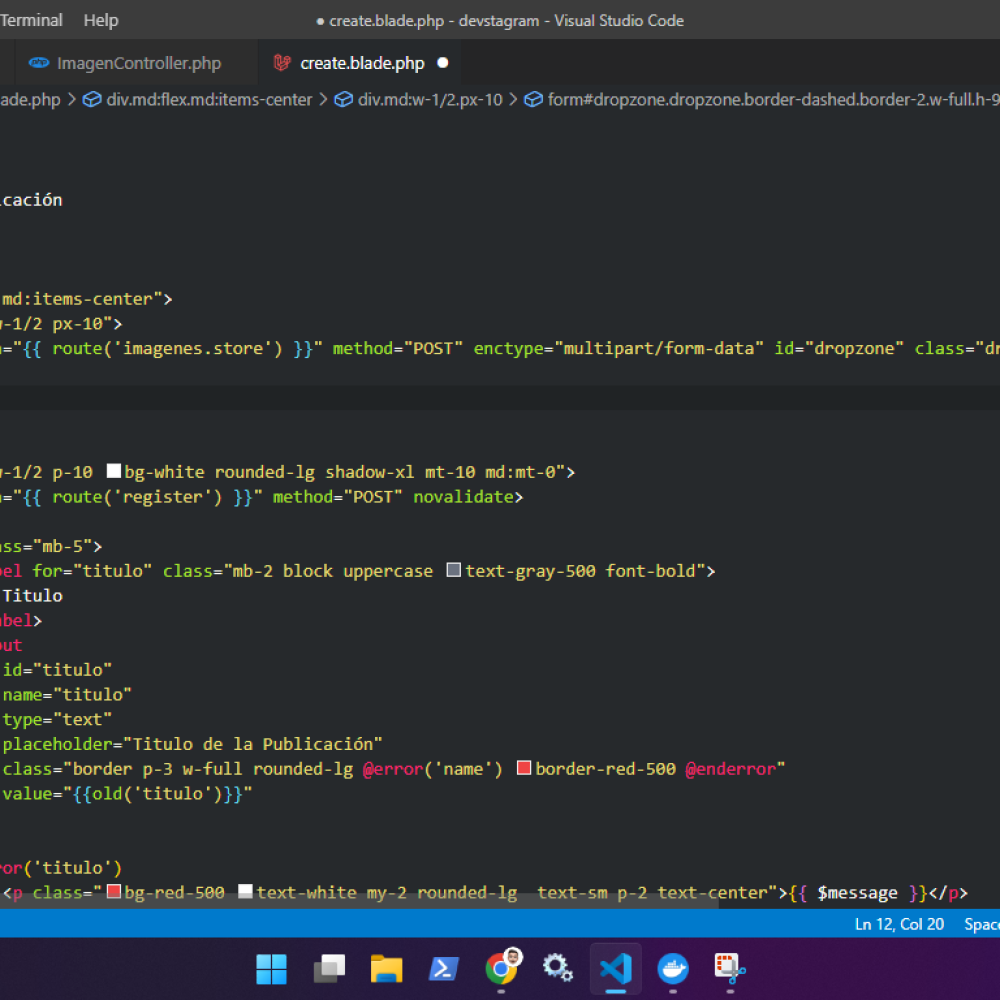 Terminal Help ● create.blade.php - devstagram - Visual Studio Code
php ImagenController.php create.blade.php ●
ade.php > div.md:flex.md:items-center > div.md:w-1/2.px-10 > form#dropzone.dropzone.border-dashed.border-2.w-full.h-9
icación
md:items-center">
-1/2 px-10">
="{{ route('imagenes.store') }}" method="POST" enctype="multipart/form-data" id="dropzone" class="dr
-1/2 p-10 bg-white rounded-lg shadow-xl mt-10 md:mt-0">
="{{ route('register') }}" method="POST" novalidate>
ss="mb-5">
el for="titulo" class="mb-2 block uppercase text-gray-500 font-bold">
Titulo
bel>
ut
id="titulo"
name="titulo"
type="text"
placeholder="Titulo de la Publicación"
class="border p-3 w-full rounded-lg @error('name') border-red-500 @enderror"
value="{{old('titulo')}}"
ror('titulo')
<p class="bg-red-500 text-white my-2 rounded-lg  text-sm p-2 text-center">{{ $message }}</p>
Ln 12, Col 20 Spac